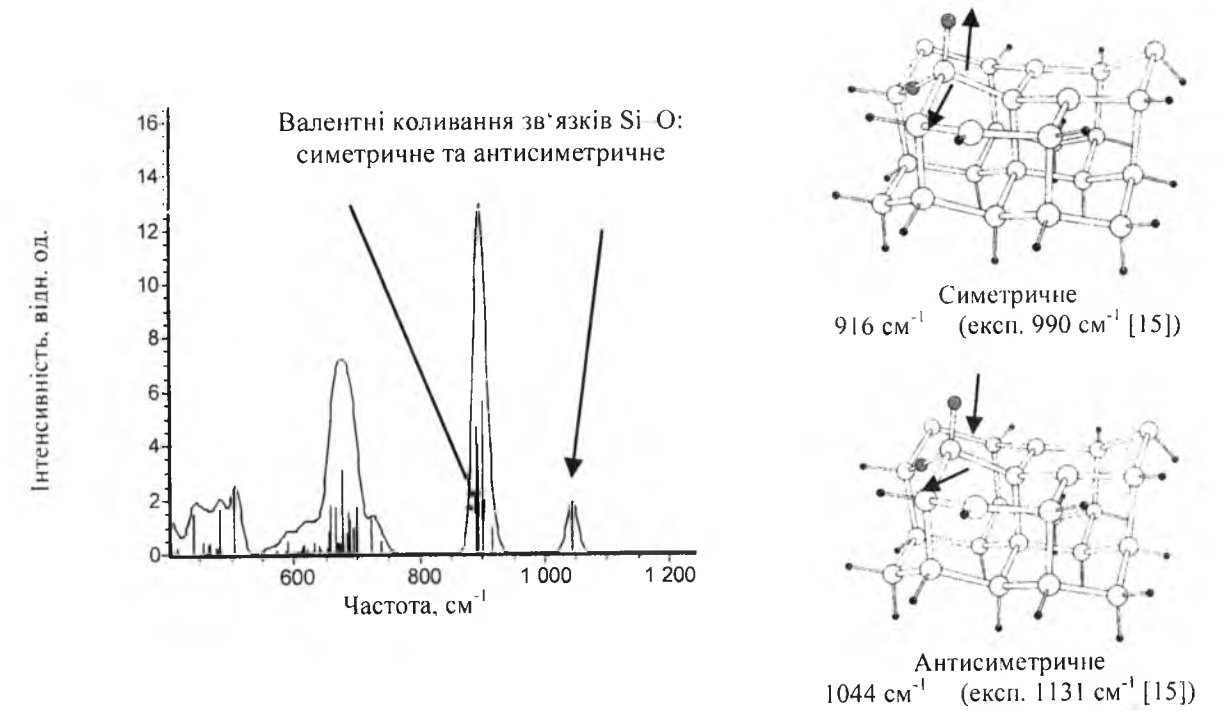 Інтенсивність, відн. од.
16
14
12
10
8
6
4
2
0
Валентні коливання зв‘язків Si O:
симетричне та антисиметричне
600 800 1 000 1 200
Частота, см⁻¹
Симетричне
916 см⁻¹ (експ. 990 см⁻¹ [15])
Антисиметричне
1044 см⁻¹ (експ. 1131 см⁻¹ [15])